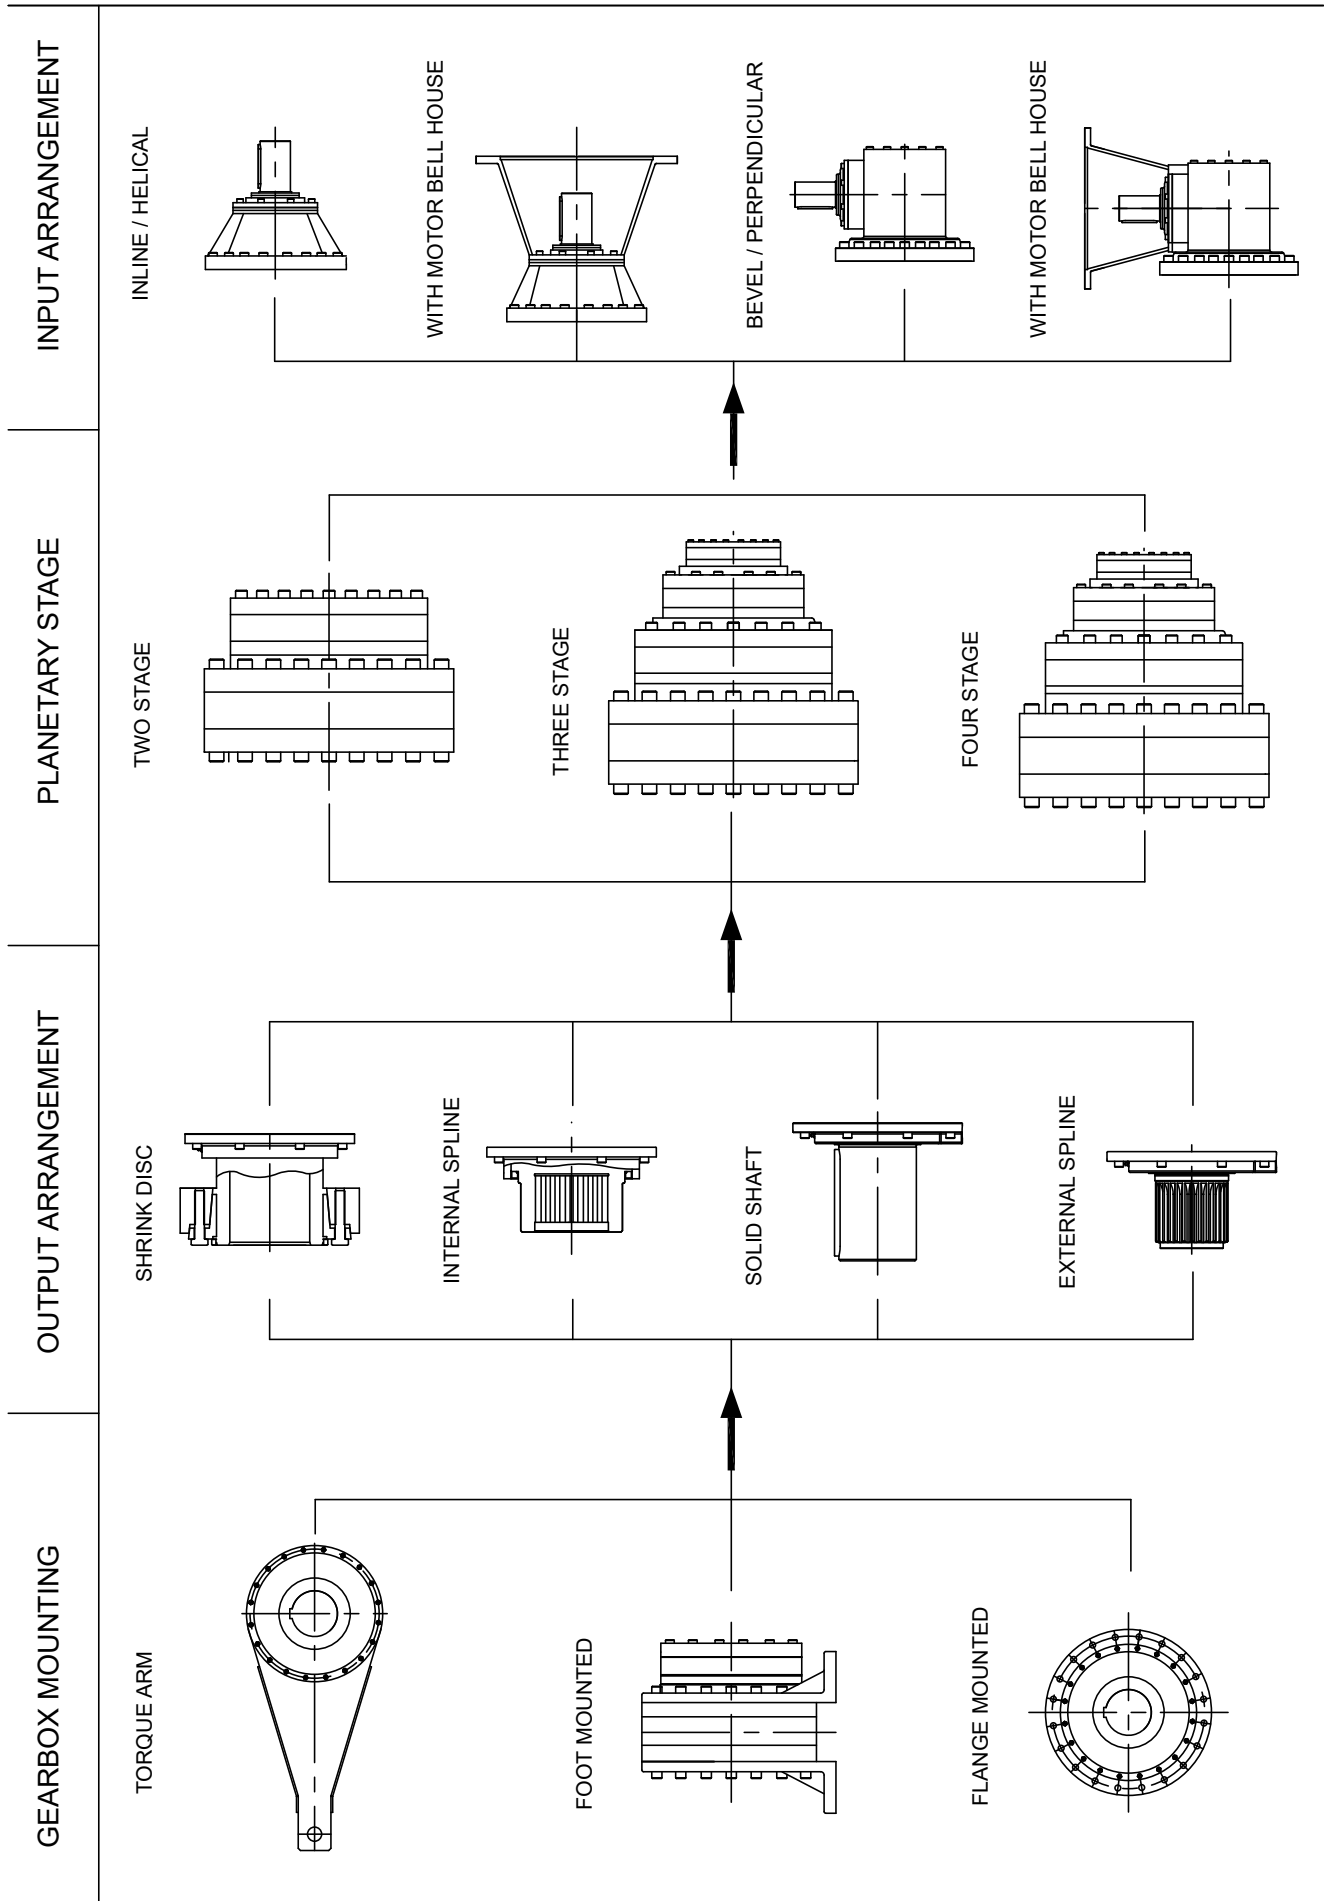 GEARBOX MOUNTING
TORQUE ARM
FOOT MOUNTED
FLANGE MOUNTED
OUTPUT ARRANGEMENT
SHRINK DISC
INTERNAL SPLINE
SOLID SHAFT
EXTERNAL SPLINE
PLANETARY STAGE
TWO STAGE
THREE STAGE
FOUR STAGE
INPUT ARRANGEMENT
INLINE / HELICAL
WITH MOTOR BELL HOUSE
BEVEL / PERPENDICULAR
WITH MOTOR BELL HOUSE